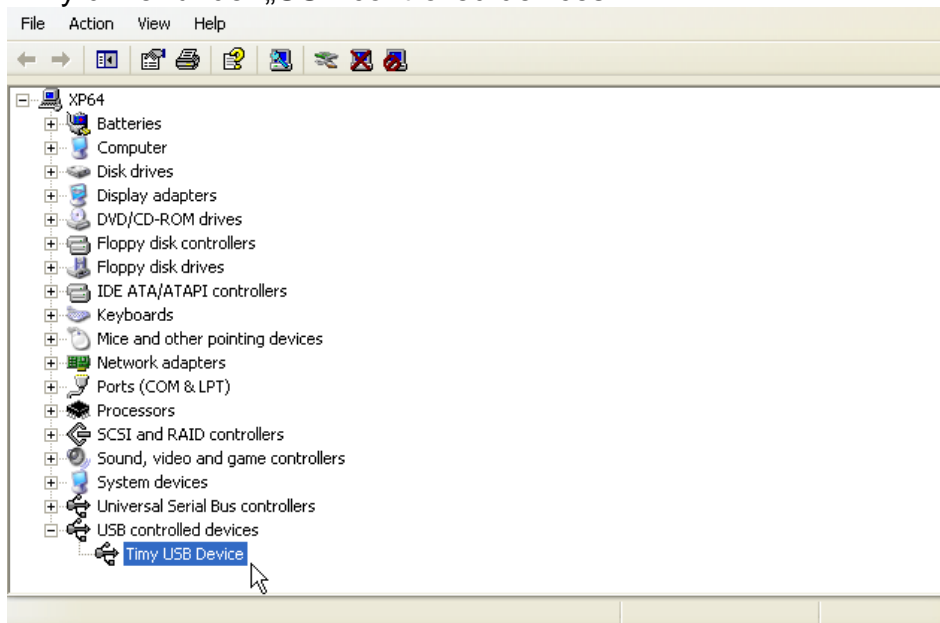 File Action View Help
XP64
Batteries
Computer
Disk drives
Display adapters
DVD/CD-ROM drives
Floppy disk controllers
Floppy disk drives
IDE ATA/ATAPI controllers
Keyboards
Mice and other pointing devices
Network adapters
Ports (COM & LPT)
Processors
SCSI and RAID controllers
Sound, video and game controllers
System devices
Universal Serial Bus controllers
USB controlled devices
Timy USB Device